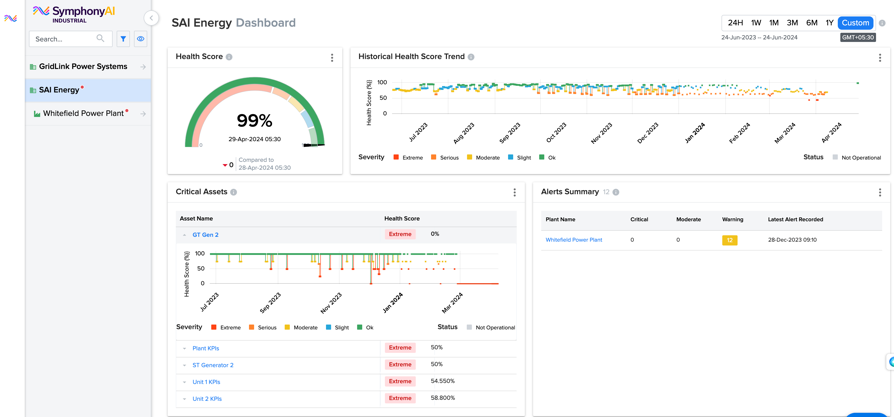 SymphonyAI
INDUSTRIAL
Search...
GridLink Power Systems
SAI Energy*
Whitefield Power Plant*
SAI Energy Dashboard
24H 1W 1M 3M 6M 1Y Custom
24-Jun-2023 – 24-Jun-2024 GMT+05:30
Health Score
0
99%
29-Apr-2024 05:30
0 Compared to
28-Apr-2024 05:30
Historical Health Score Trend
Health Score (%)
100
50
0
Jul 2023 Aug 2023 Sep 2023 Oct 2023 Nov 2023 Dec 2023 Jan 2024 Feb 2024 Mar 2024 Apr 2024
Severity Extreme Serious Moderate Slight Ok Status Not Operational
Critical Assets
Asset Name Health Score
GT Gen 2 Extreme 0%
Health Score (%)
100
50
0
Jul 2023 Sep 2023 Nov 2023 Jan 2024 Mar 2024
Severity Extreme Serious Moderate Slight Ok Status Not Operational
Plant KPIs Extreme 50%
ST Generator 2 Extreme 50%
Unit 1 KPIs Extreme 54.550%
Unit 2 KPIs Extreme 58.800%
Alerts Summary 12
Plant Name Critical Moderate Warning Latest Alert Recorded
Whitefield Power Plant 0 0 12 28-Dec-2023 09:10